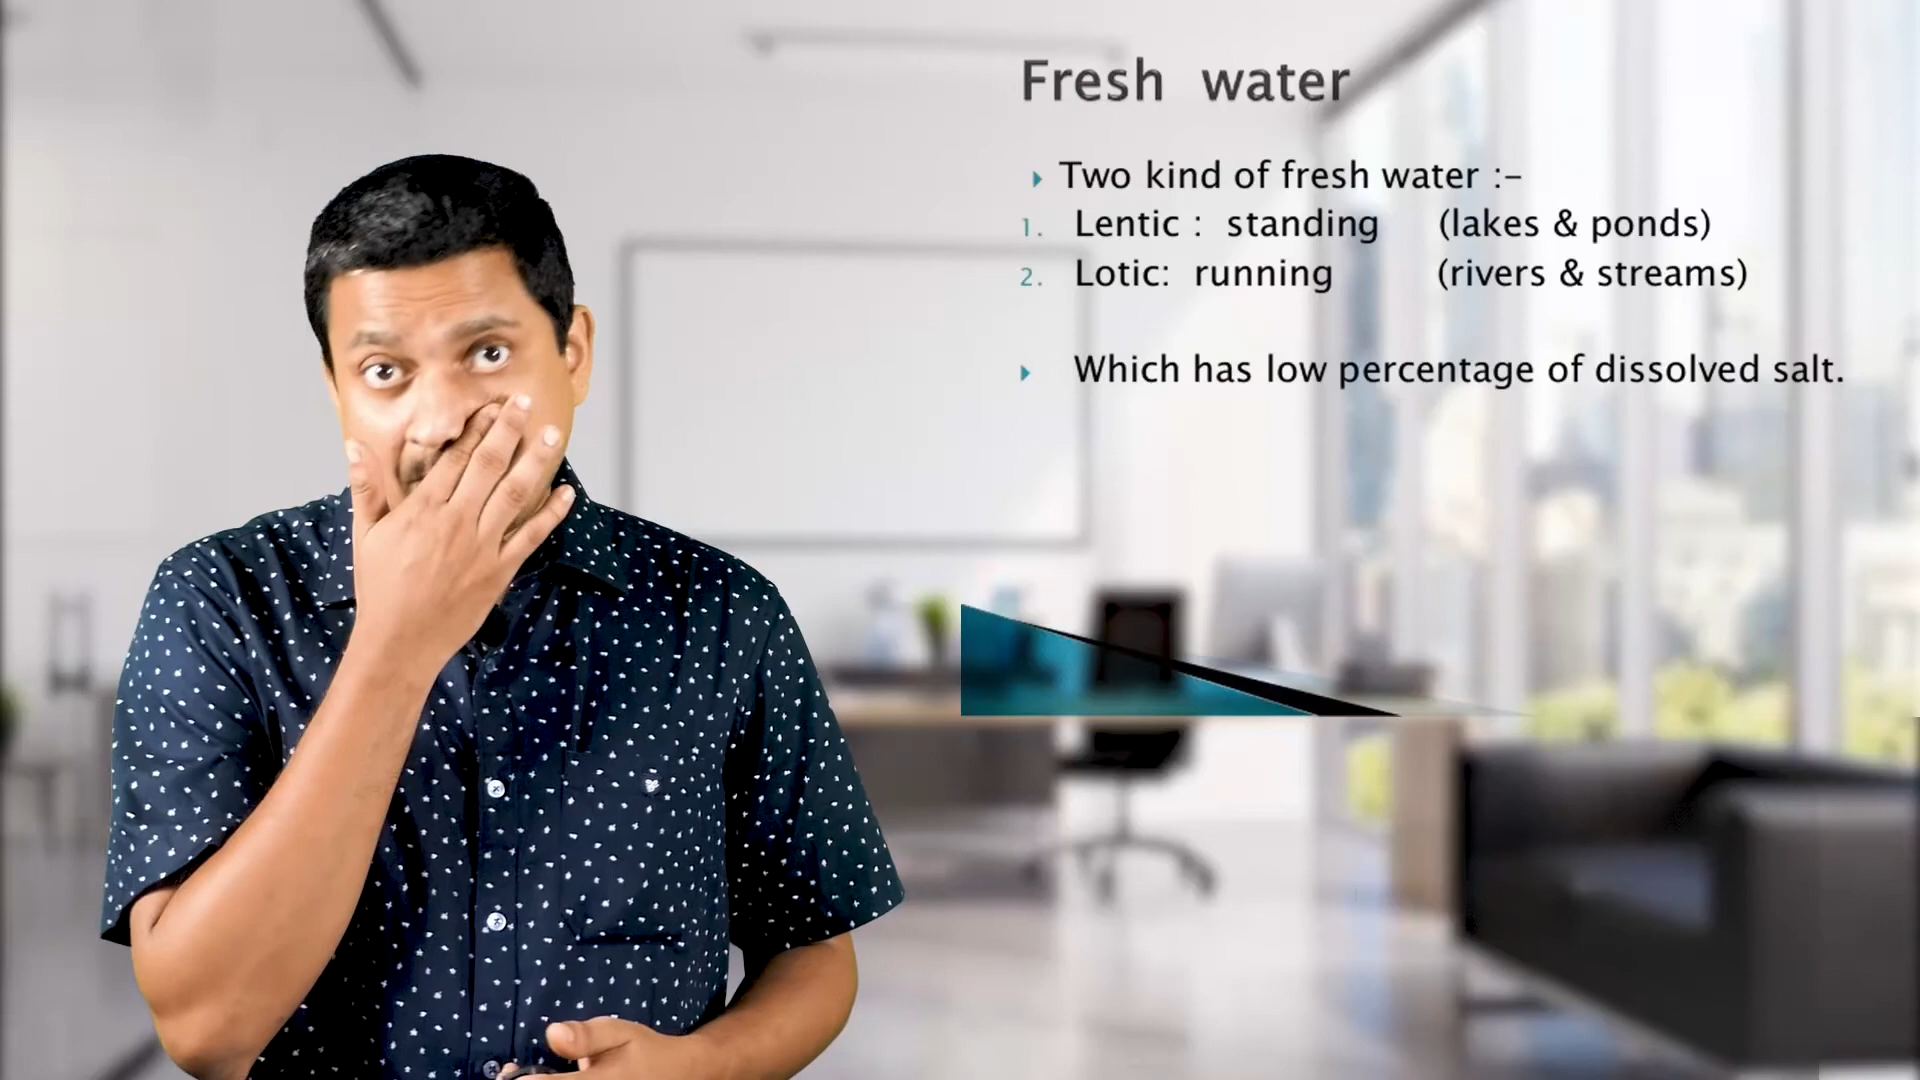 Fresh water
Two kind of fresh water :-
1. Lentic : standing (lakes & ponds)
2. Lotic: running (rivers & streams)
Which has low percentage of dissolved salt.